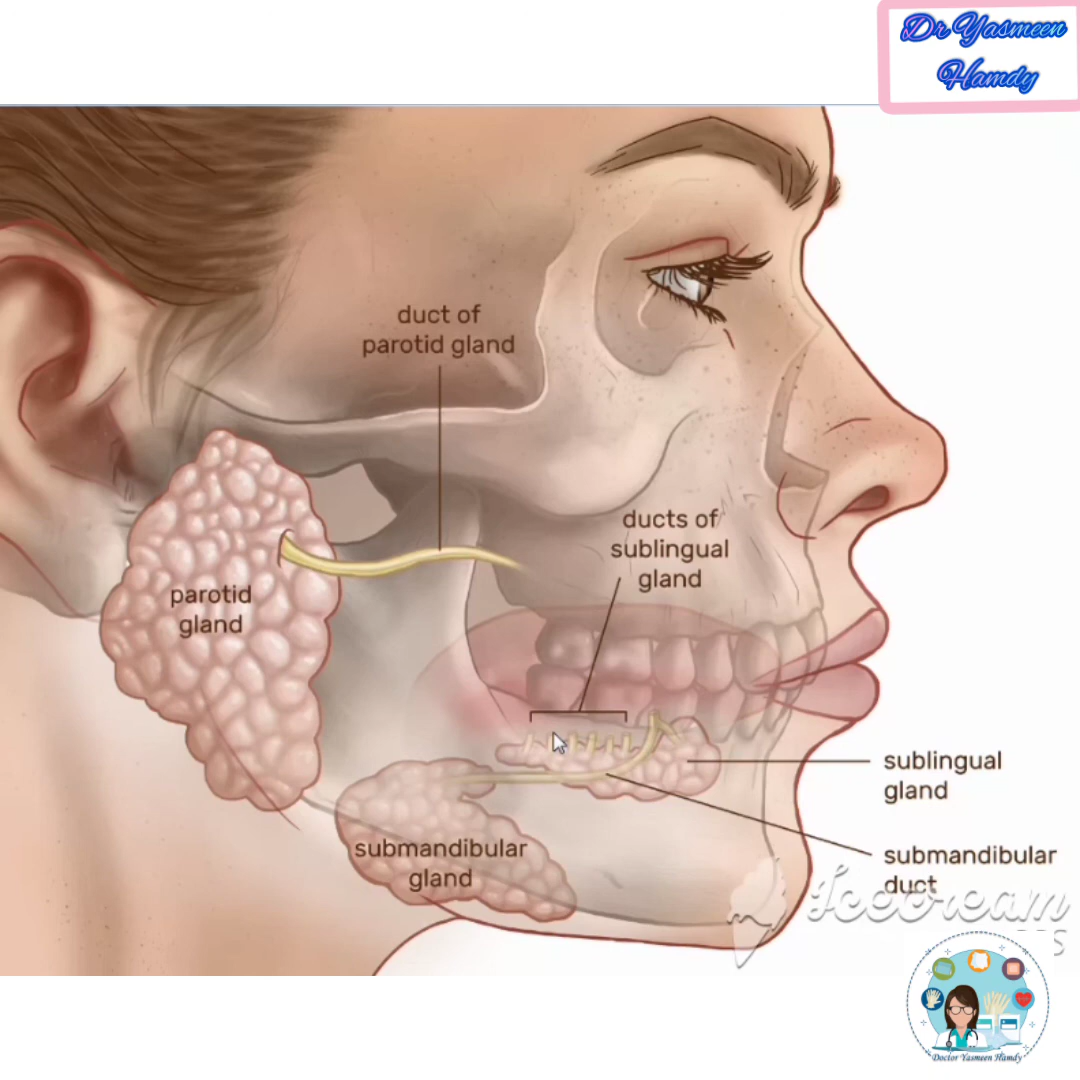 Dr Yasmeen
Hamdy
duct of
parotid gland
ducts of
sublingual
gland
parotid
gland
sublingual
gland
submandibular
gland
submandibular
duct
Icecream
Doctor Yasmeen Hamdy